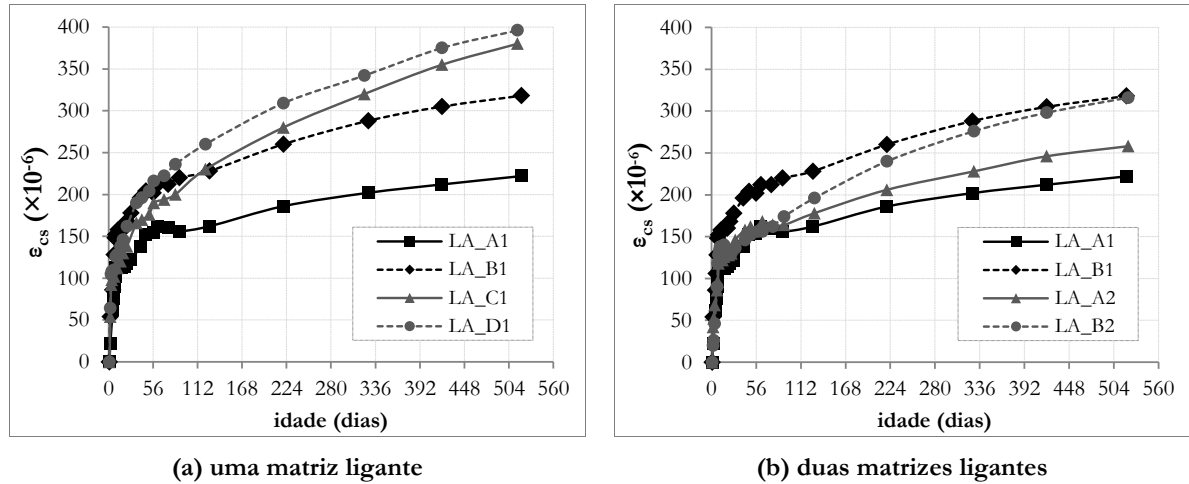 400
350
300
250
200
150
100
50
0
εcs (×10⁻⁶)
0 56 112 168 224 280 336 392 448 504 560
idade (dias)
LA_A1
LA_B1
LA_C1
LA_D1
(a) uma matriz ligante
400
350
300
250
200
150
100
50
0
εcs (×10⁻⁶)
0 56 112 168 224 280 336 392 448 504 560
idade (dias)
LA_A1
LA_B1
LA_A2
LA_B2
(b) duas matrizes ligantes